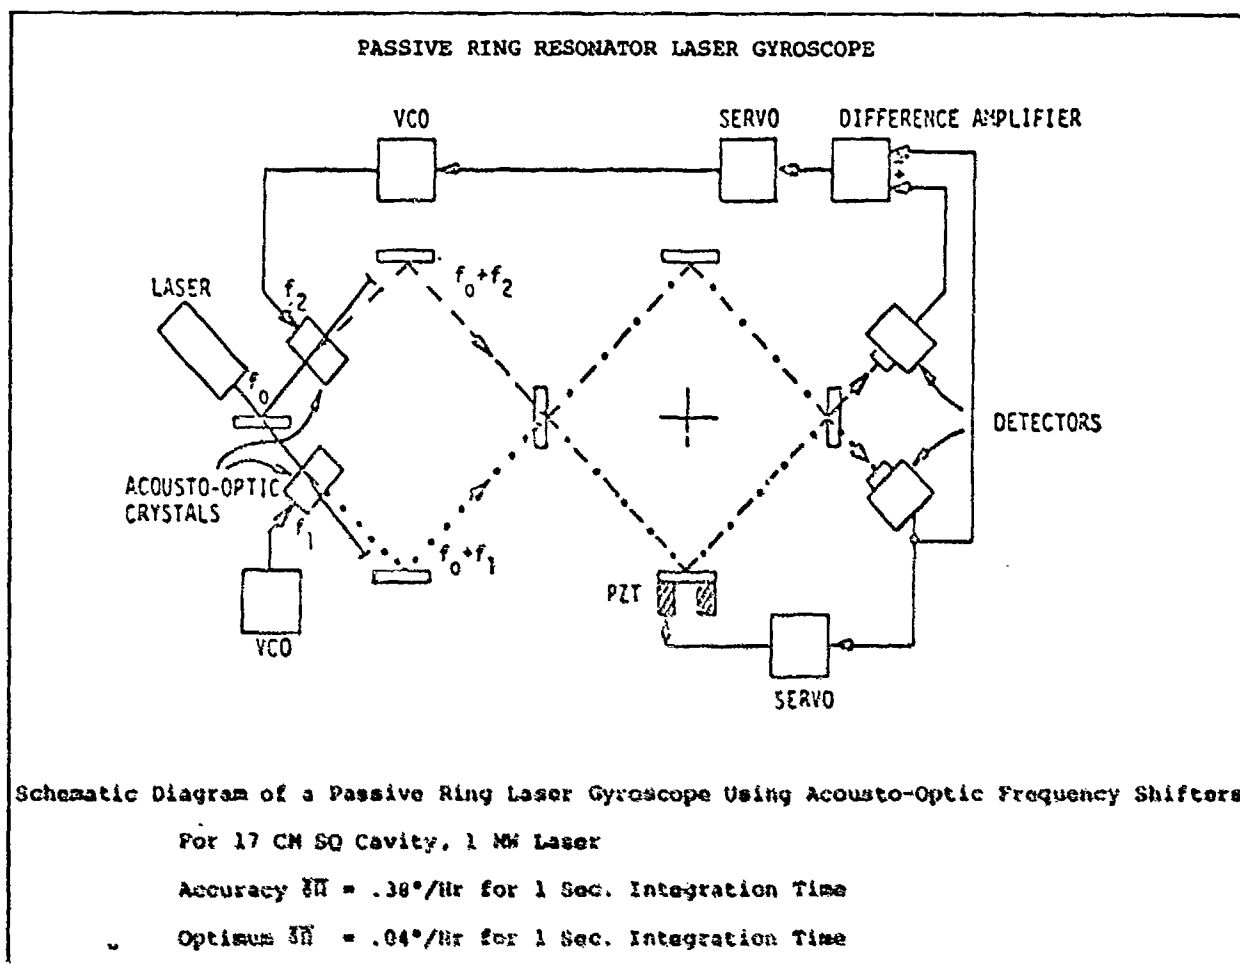 PASSIVE RING RESONATOR LASER GYROSCOPE
VCO
SERVO
DIFFERENCE AMPLIFIER
- +
LASER
f₂
f₀+f₂
f₀
DETECTORS
ACOUSTO-OPTIC
CRYSTALS
f₁
f₀+f₁
PZT
VCO
SERVO
Schematic Diagram of a Passive Ring Laser Gyroscope Using Acousto-Optic Frequency Shifters
For 17 CM SQ Cavity, 1 MW Laser
Accuracy δΩ = .38°/Hr for 1 Sec. Integration Time
Optimum δΩ = .04°/Hr for 1 Sec. Integration Time